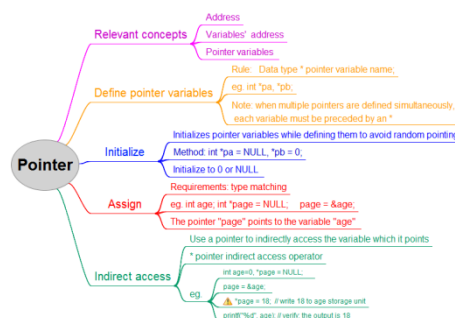 Pointer
Relevant concepts
Address
Variables' address
Pointer variables
Define pointer variables
Rule: Data type * pointer variable name;
eg. int *pa, *pb;
Note: when multiple pointers are defined simultaneously,
each variable must be preceded by an *
Initialize
Initializes pointer variables while defining them to avoid random pointing
Method: int *pa = NULL, *pb = 0;
Initialize to 0 or NULL
Assign
Requirements: type matching
eg. int age; int *page = NULL; page = &age;
The pointer "page" points to the variable "age"
Indirect access
Use a pointer to indirectly access the variable which it points
* pointer indirect access operator
eg.
int age=0, *page = NULL;
page = &age;
*page = 18; // write 18 to age storage unit
printf("%d", age); // verify, the output is 18